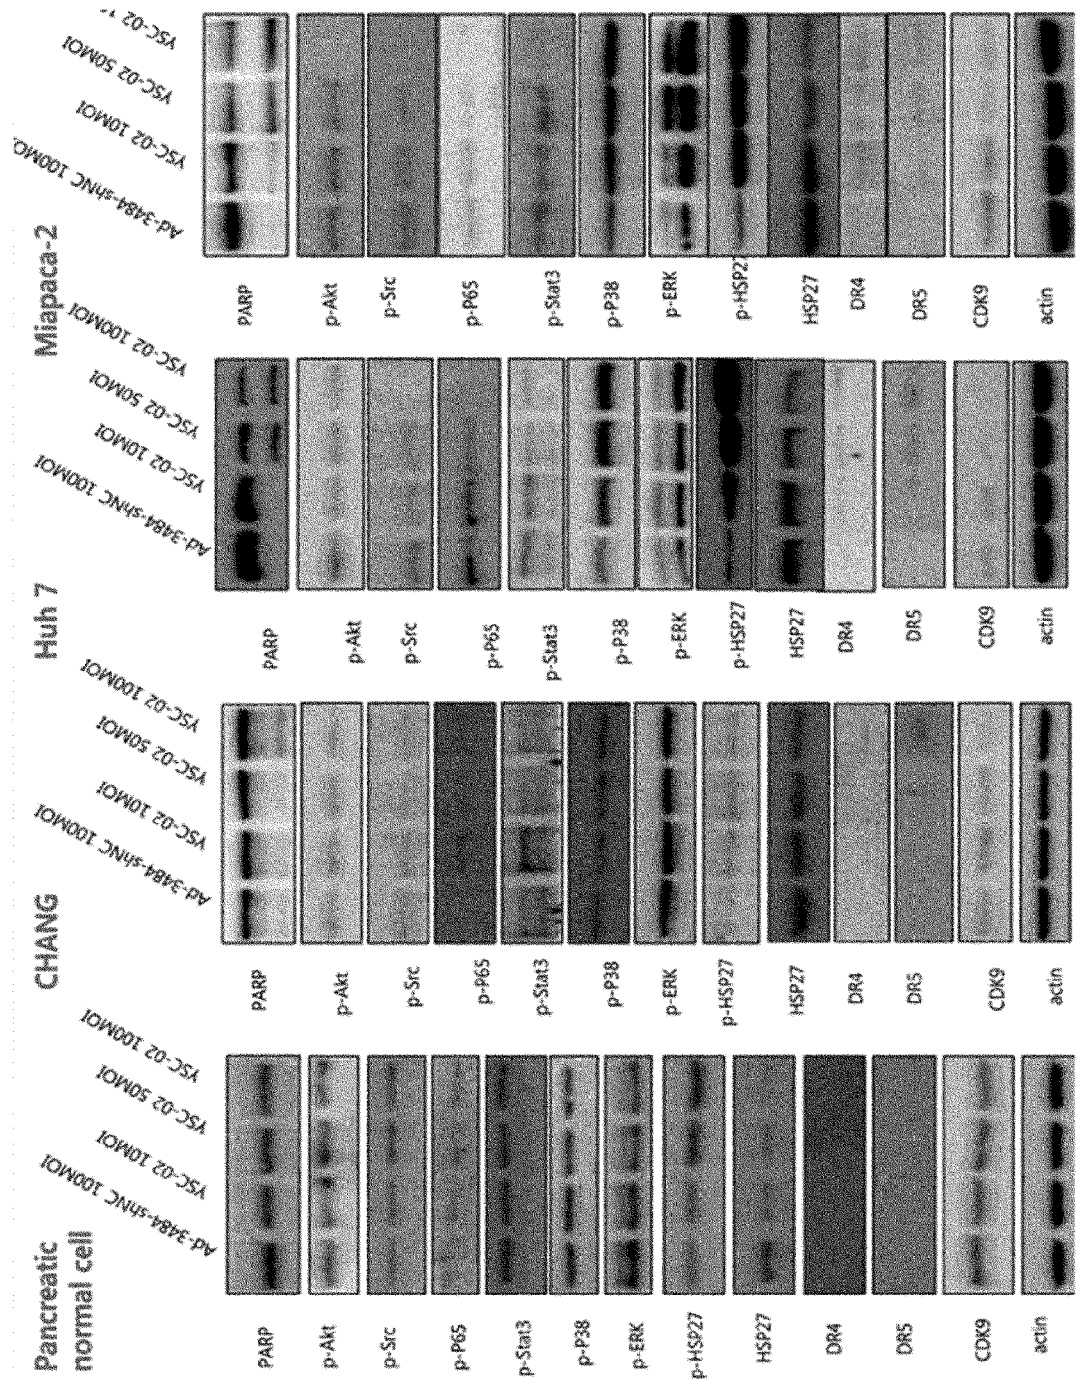 Pancreatic
normal cell
Ad-3484-shNC 100MOI
YSC-02 10MOI
YSC-02 50MOI
YSC-02 100MOI
PARP
p-Akt
p-Src
p-P65
p-Stat3
p-P38
p-ERK
p-HSP27
HSP27
DR4
DR5
CDK9
actin
CHANG
Ad-3484-shNC 100MOI
YSC-02 10MOI
YSC-02 50MOI
YSC-02 100MOI
PARP
p-Akt
p-Src
p-P65
p-Stat3
p-P38
p-ERK
p-HSP27
HSP27
DR4
DR5
CDK9
actin
Huh 7
Ad-3484-shNC 100MOI
YSC-02 10MOI
YSC-02 50MOI
YSC-02 100MOI
PARP
p-Akt
p-Src
p-P65
p-Stat3
p-P38
p-ERK
p-HSP27
HSP27
DR4
DR5
CDK9
actin
Miapaca-2
Ad-3484-shNC 100MO
YSC-02 10MOI
YSC-02 50MOI
YSC-02
PARP
p-Akt
p-Src
p-P65
p-Stat3
p-P38
p-ERK
p-HSP27
HSP27
DR4
DR5
CDK9
actin